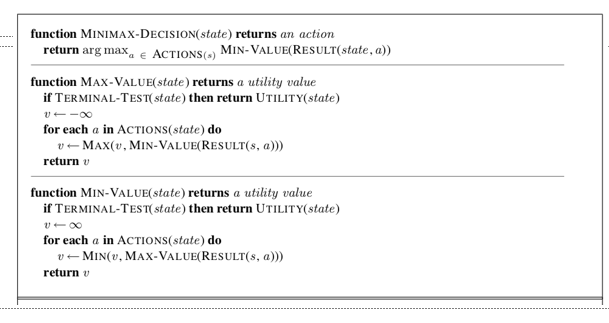 function MINIMAX-DECISION(state) returns an action
return arg max a ∈ ACTIONS(s) MIN-VALUE(RESULT(state, a))
function MAX-VALUE(state) returns a utility value
if TERMINAL-TEST(state) then return UTILITY(state)
v ← −∞
for each a in ACTIONS(state) do
v ← MAX(v, MIN-VALUE(RESULT(s, a)))
return v
function MIN-VALUE(state) returns a utility value
if TERMINAL-TEST(state) then return UTILITY(state)
v ← ∞
for each a in ACTIONS(state) do
v ← MIN(v, MAX-VALUE(RESULT(s, a)))
return v